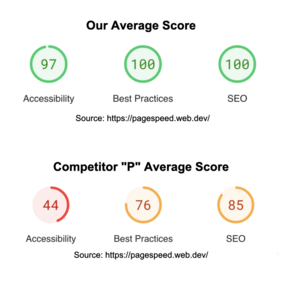 Our Average Score
97 100 100
Accessibility Best Practices SEO
Source: https://pagespeed.web.dev/
Competitor "P" Average Score
44 76 85
Accessibility Best Practices SEO
Source: https://pagespeed.web.dev/